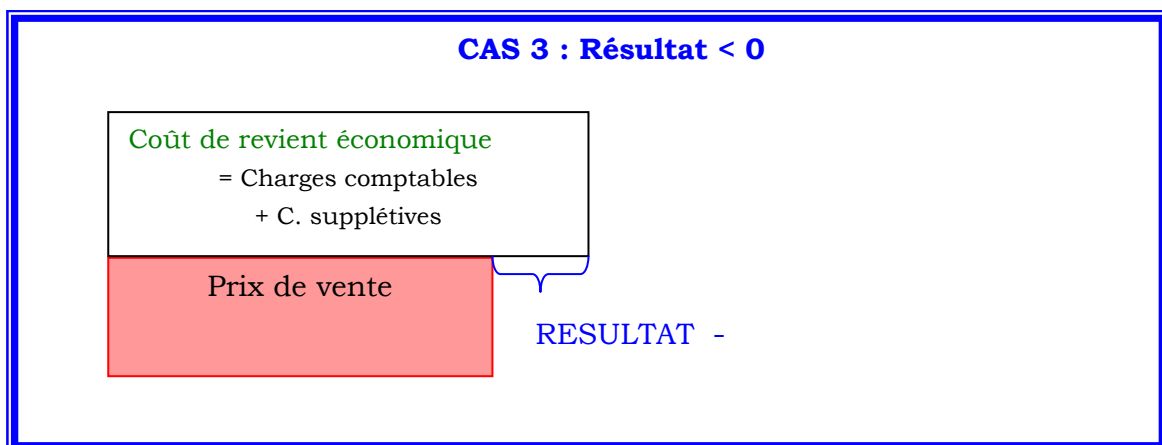 CAS 3 : Résultat < 0
Coût de revient économique
= Charges comptables
+ C. supplétives
Prix de vente
RESULTAT -